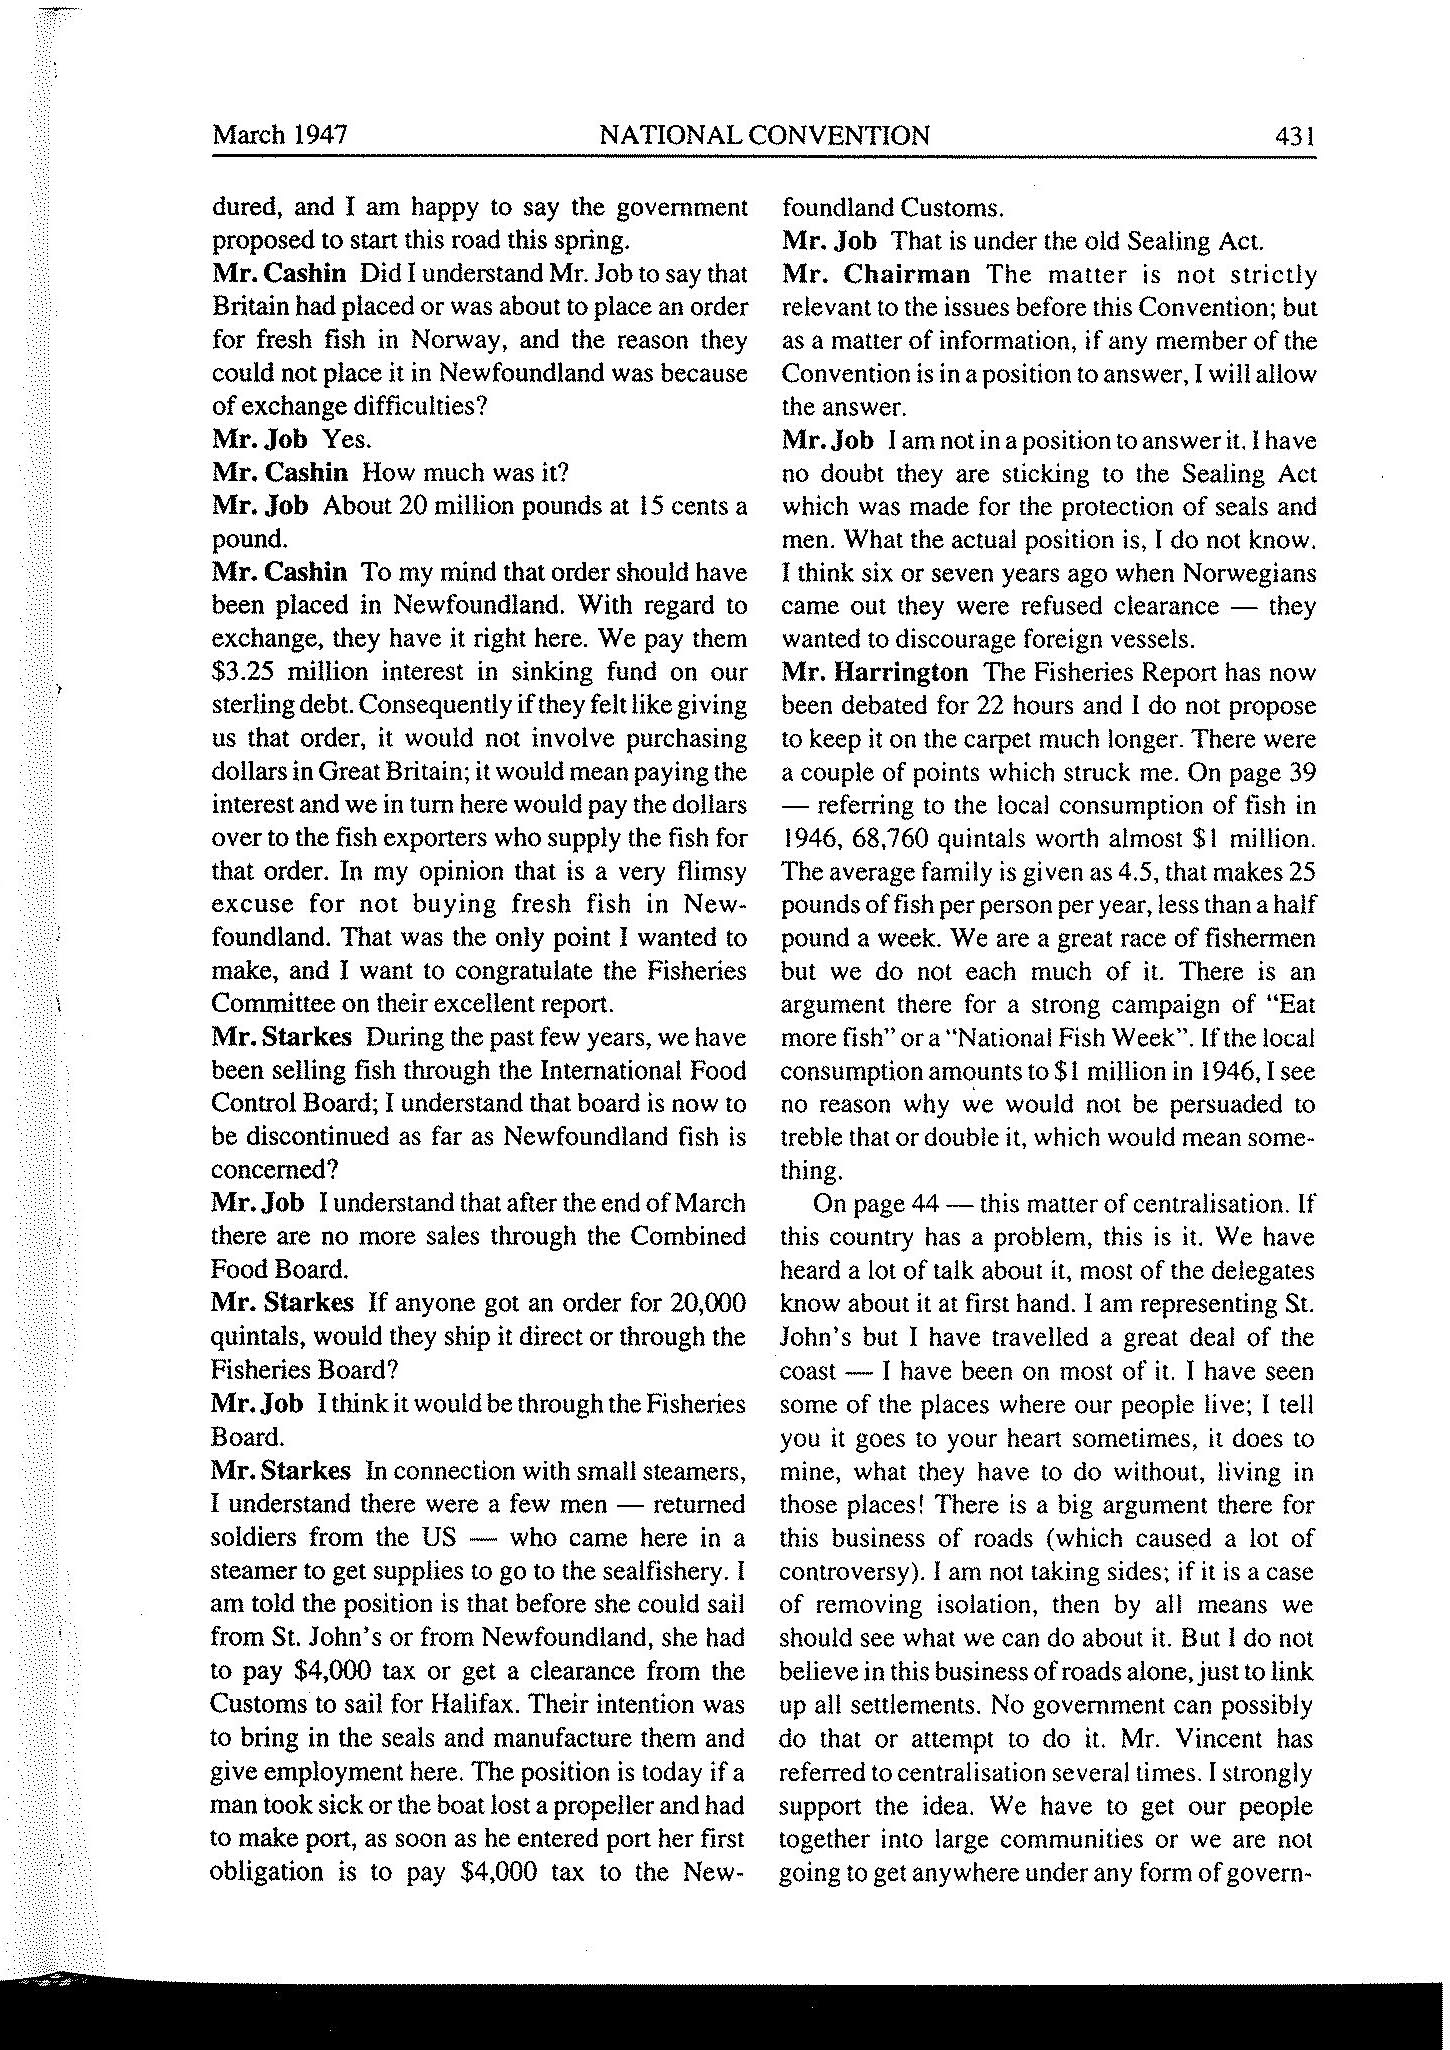 March 1947 NATIONAL CONVENTION 431
dured, and I am happy to say the government
proposed to start this road this spring.
Mr. Cashin Did I understand Mr. Job to say that
Britain had placed or was about to place an order
for fresh fish in Norway, and the reason they
could not place it in Newfoundland was because
of exchange difficulties?
Mr. Job Yes.
Mr. Cashin How much was it?
Mr. Job About 20 million pounds at 15 cents a
pound.
Mr. Cashin To my mind that order should have
been placed in Newfoundland. With regard to
exchange, they have it right here. We pay them
$3.25 million interest in sinking fund on our
sterling debt. Consequently if they felt like giving
us that order, it would not involve purchasing
dollars in Great Britain; it would mean paying the
interest and we in turn here would pay the dollars
over to the fish exporters who supply the fish for
that order. In my opinion that is a very flimsy
excuse for not buying fresh fish in New-
foundland. That was the only point I wanted to
make, and I want to congratulate the Fisheries
Committee on their excellent report.
Mr. Starkes During the past few years, we have
been selling fish through the International Food
Control Board; I understand that board is now to
be discontinued as far as Newfoundland fish is
concerned?
Mr. Job I understand that after the end of March
there are no more sales through the Combined
Food Board.
Mr. Starkes If anyone got an order for 20,000
quintals, would they ship it direct or through the
Fisheries Board?
Mr. Job I think it would be through the Fisheries
Board.
Mr. Starkes In connection with small steamers,
I understand there were a few men — returned
soldiers from the US — who came here in a
steamer to get supplies to go to the sealfishery. I
am told the position is that before she could sail
from St. John's or from Newfoundland, she had
to pay $4,000 tax or get a clearance from the
Customs to sail for Halifax. Their intention was
to bring in the seals and manufacture them and
give employment here. The position is today if a
man took sick or the boat lost a propeller and had
to make port, as soon as he entered port her first
obligation is to pay $4,000 tax to the New-
foundland Customs.
Mr. Job That is under the old Sealing Act.
Mr. Chairman The matter is not strictly
relevant to the issues before this Convention; but
as a matter of information, if any member of the
Convention is in a position to answer, I will allow
the answer.
Mr. Job I am not in a position to answer it. I have
no doubt they are sticking to the Sealing Act
which was made for the protection of seals and
men. What the actual position is, I do not know.
I think six or seven years ago when Norwegians
came out they were refused clearance — they
wanted to discourage foreign vessels.
Mr. Harrington The Fisheries Report has now
been debated for 22 hours and I do not propose
to keep it on the carpet much longer. There were
a couple of points which struck me. On page 39
— referring to the local consumption of fish in
1946, 68,760 quintals worth almost $1 million.
The average family is given as 4.5, that makes 25
pounds of fish per person per year, less than a half
pound a week. We are a great race of fishermen
but we do not each much of it. There is an
argument there for a strong campaign of "Eat
more fish" or a "National Fish Week". If the local
consumption amounts to $1 million in 1946, I see
no reason why we would not be persuaded to
treble that or double it, which would mean some-
thing.
On page 44 — this matter of centralisation. If
this country has a problem, this is it. We have
heard a lot of talk about it, most of the delegates
know about it at first hand. I am representing St.
John's but I have travelled a great deal of the
coast — I have been on most of it. I have seen
some of the places where our people live; I tell
you it goes to your heart sometimes, it does to
mine, what they have to do without, living in
those places! There is a big argument there for
this business of roads (which caused a lot of
controversy). I am not taking sides; if it is a case
of removing isolation, then by all means we
should see what we can do about it. But I do not
believe in this business of roads alone, just to link
up all settlements. No government can possibly
do that or attempt to do it. Mr. Vincent has
referred to centralisation several times. I strongly
support the idea. We have to get our people
together into large communities or we are not
going to get anywhere under any form of govern-